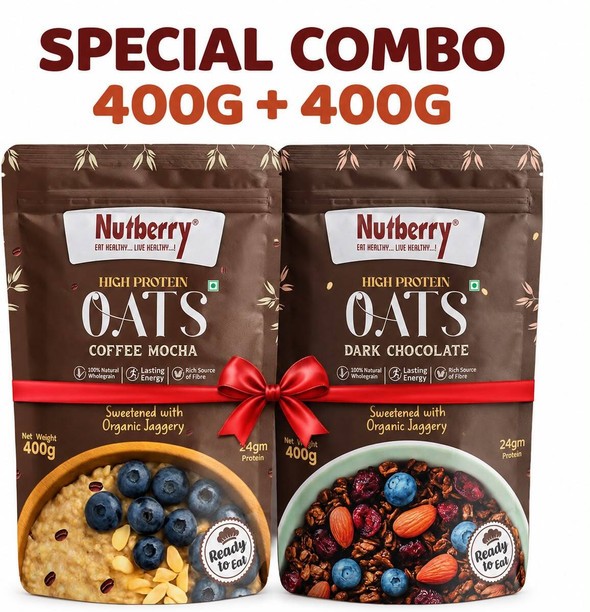 SPECIAL COMBO
400G + 400G
Nutberry®
EAT HEALTHY... LIVE HEALTHY...!
HIGH PROTEIN
OATS
COFFEE MOCHA
100% Natural
Wholegrain
Lasting
Energy
Rich Source
of Fibre
Sweetened with
Organic Jaggery
Net Weight
400g
24gm
Protein
Ready
to Eat
Nutberry®
EAT HEALTHY... LIVE HEALTHY...!
HIGH PROTEIN
OATS
DARK CHOCOLATE
100% Natural
Wholegrain
Lasting
Energy
Rich Source
of Fibre
Sweetened with
Organic Jaggery
Net Weight
400g
24gm
Protein
Ready
to Eat